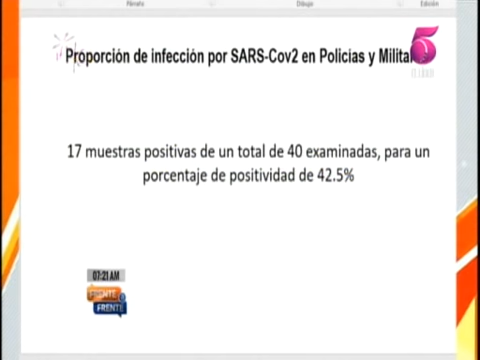 Párrafo Dibujo Edición
Proporción de infección por SARS-Cov2 en Policías y Milita
5
17 muestras positivas de un total de 40 examinadas, para un
porcentaje de positividad de 42.5%
07:21 AM
FRENTE
FRENTE